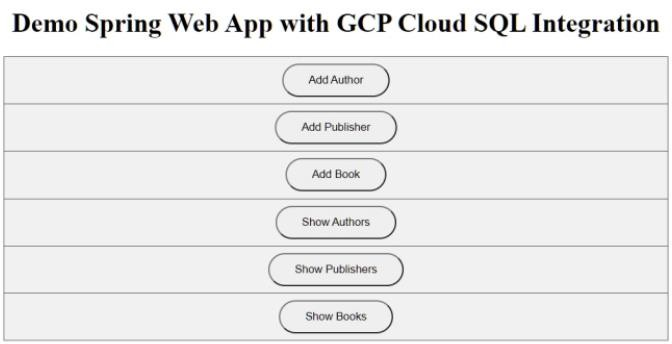 Demo Spring Web App with GCP Cloud SQL Integration
Add Author
Add Publisher
Add Book
Show Authors
Show Publishers
Show Books